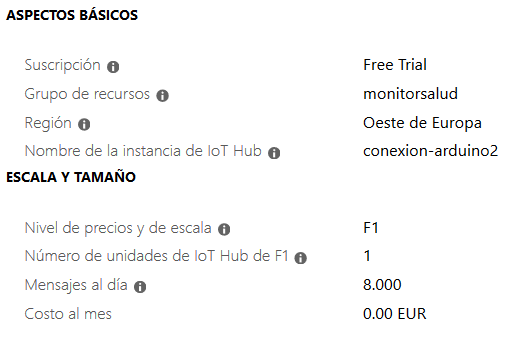 ASPECTOS BÁSICOS
Suscripción Free Trial
Grupo de recursos monitorsalud
Región Oeste de Europa
Nombre de la instancia de IoT Hub conexion-arduino2
ESCALA Y TAMAÑO
Nivel de precios y de escala F1
Número de unidades de IoT Hub de F1 1
Mensajes al día 8.000
Costo al mes 0.00 EUR